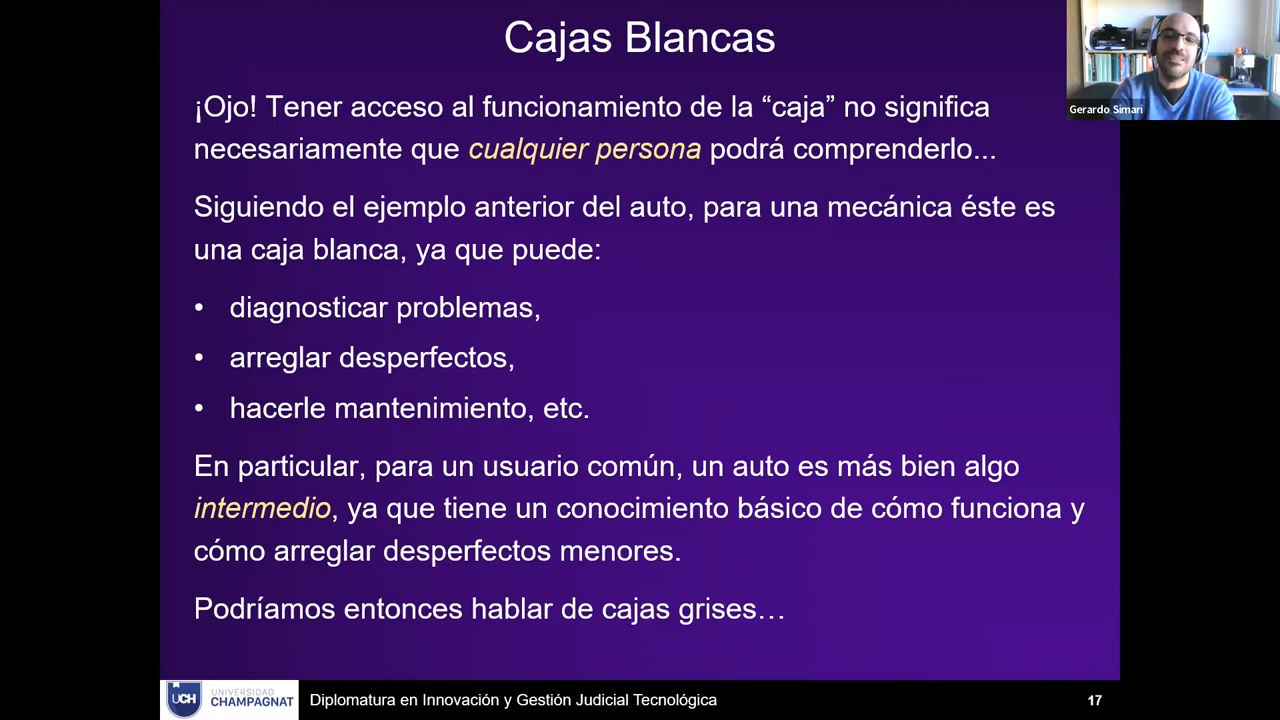 Cajas Blancas
¡Ojo! Tener acceso al funcionamiento de la “caja” no significa
necesariamente que cualquier persona podrá comprenderlo...
Siguiendo el ejemplo anterior del auto, para una mecánica éste es
una caja blanca, ya que puede:
• diagnosticar problemas,
• arreglar desperfectos,
• hacerle mantenimiento, etc.
En particular, para un usuario común, un auto es más bien algo
intermedio, ya que tiene un conocimiento básico de cómo funciona y
cómo arreglar desperfectos menores.
Podríamos entonces hablar de cajas grises…
Gerardo Simari
UCH
UNIVERSIDAD
CHAMPAGNAT
Diplomatura en Innovación y Gestión Judicial Tecnológica
17